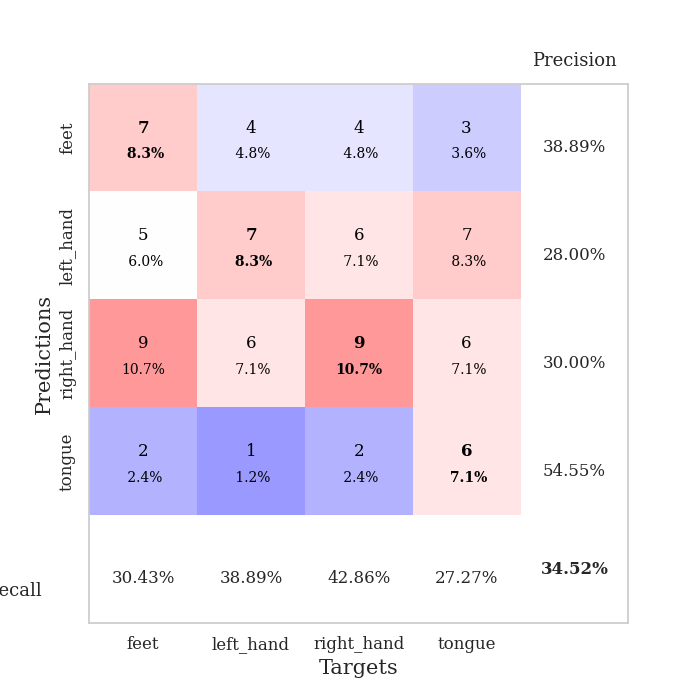 Precision
feet
7 4 4 3
8.3% 4.8% 4.8% 3.6%
38.89%
left_hand
5 7 6 7
6.0% 8.3% 7.1% 8.3%
28.00%
Predictions
right_hand
9 6 9 6
10.7% 7.1% 10.7% 7.1%
30.00%
tongue
2 1 2 6
2.4% 1.2% 2.4% 7.1%
54.55%
ecall
30.43% 38.89% 42.86% 27.27% 34.52%
feet left_hand right_hand tongue
Targets